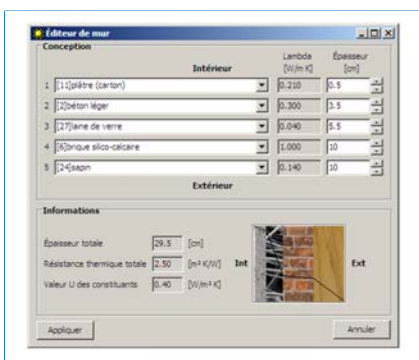 Éditeur de mur
Conception
Intérieur Lambda [W/m K] Épaisseur [cm]
1 [11]plâtre (carton) 0.210 0.5
2 [2]béton léger 0.300 3.5
3 [27]laine de verre 0.040 5.5
4 [6]brique silico-calcaire 1.000 10
5 [24]sapin 0.140 10
Extérieur
Informations
Épaisseur totale 29.5 [cm]
Résistance thermique totale 2.50 [m² K/W] Int Ext
Valeur U des constituants 0.40 [W/m² K]
Appliquer Annuler